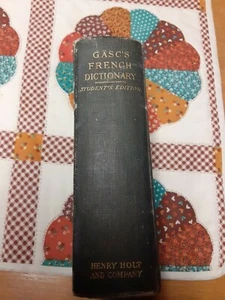 GASC'S
FRENCH
DICTIONARY
STUDENT'S EDITION
HENRY HOLT
AND COMPANY